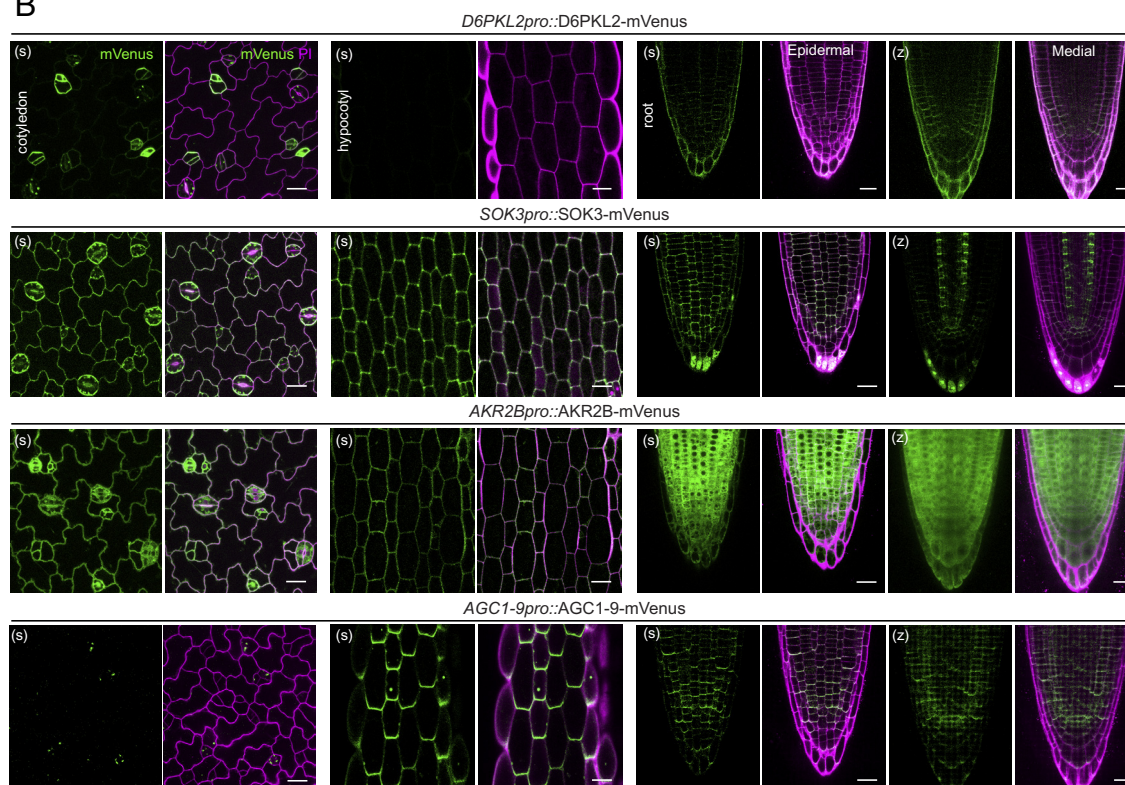 B
D6PKL2pro::D6PKL2-mVenus
(s) mVenus mVenus PI (s) (s) Epidermal (z) Medial
cotyledon
hypocotyl
root
SOK3pro::SOK3-mVenus
(s) (s) (s) (z)
AKR2Bpro::AKR2B-mVenus
(s) (s) (s) (z)
AGC1-9pro::AGC1-9-mVenus
(s) (s) (s) (z)